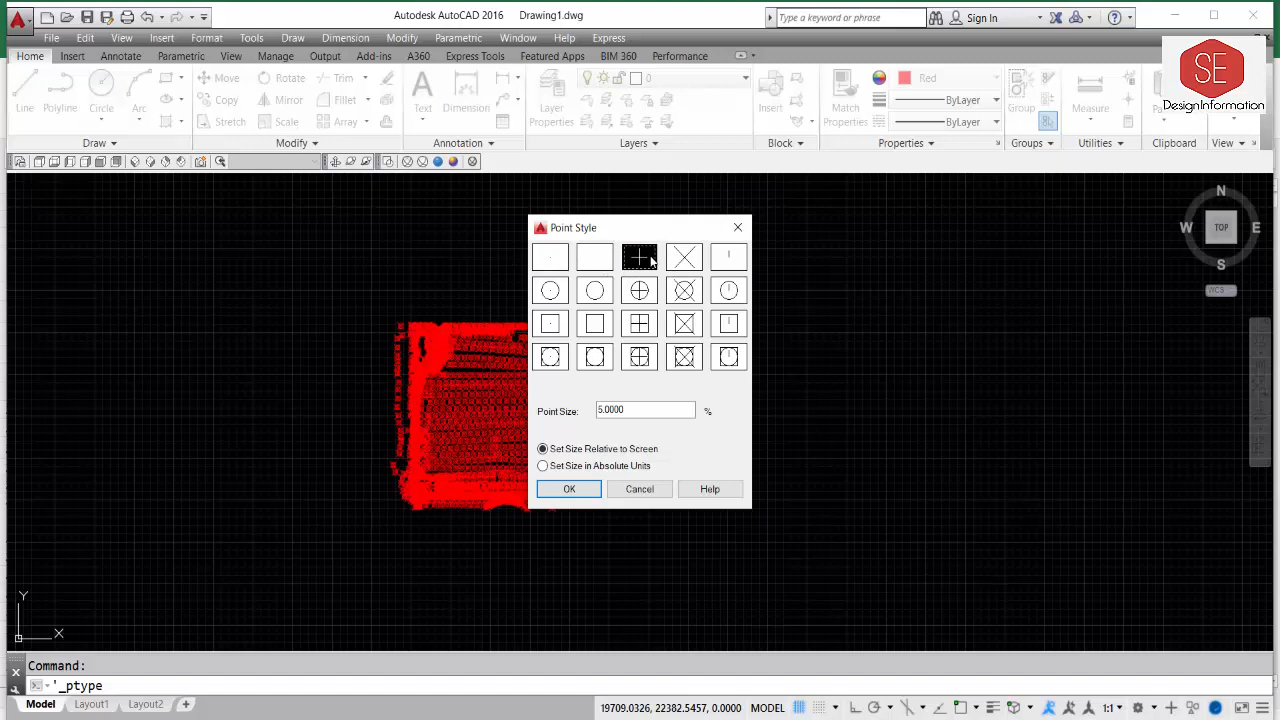 Autodesk AutoCAD 2016 Drawing1.dwg
Type a keyword or phrase
Sign In
File Edit View Insert Format Tools Draw Dimension Modify Parametric Window Help Express
Home Insert Annotate Parametric View Manage Output Add-ins A360 Express Tools Featured Apps BIM 360 Performance
SE
DesignInformation
Move Rotate Trim 0 Red
Line Polyline Circle Arc Copy Mirror Fillet Text Dimension Layer Properties Insert Match Properties ByLayer Group Measure
Stretch Scale Array ByLayer
Draw Modify Annotation Layers Block Properties Groups Utilities Clipboard View
N
W TOP E
S
WCS
Point Style
Point Size: 5.0000 %
Set Size Relative to Screen
Set Size in Absolute Units
OK Cancel Help
Y
X
Command:
'_ptype
Model Layout1 Layout2
19709.0326, 22382.5457, 0.0000 MODEL 1:1